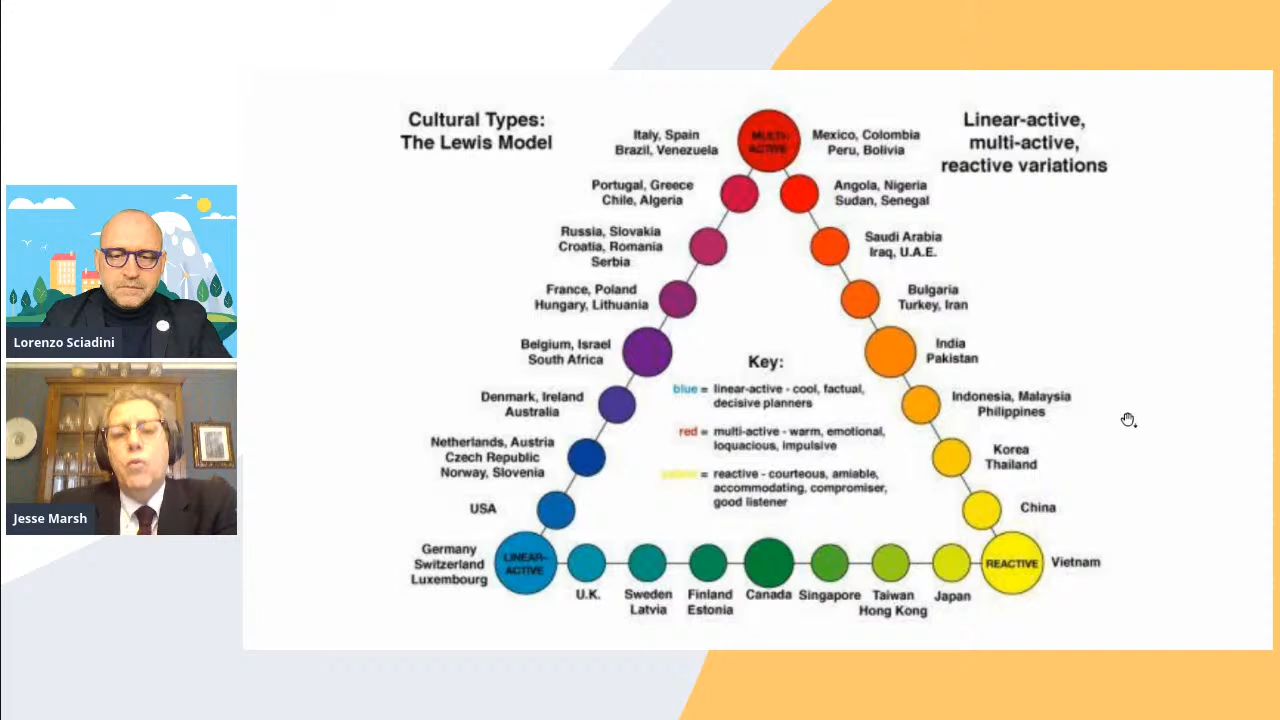 Cultural Types:
The Lewis Model
Linear-active,
multi-active,
reactive variations
MULTI-
ACTIVE
Italy, Spain
Brazil, Venezuela
Mexico, Colombia
Peru, Bolivia
Portugal, Greece
Chile, Algeria
Angola, Nigeria
Sudan, Senegal
Russia, Slovakia
Croatia, Romania
Serbia
Saudi Arabia
Iraq, U.A.E.
France, Poland
Hungary, Lithuania
Bulgaria
Turkey, Iran
Belgium, Israel
South Africa
India
Pakistan
Denmark, Ireland
Australia
Indonesia, Malaysia
Philippines
Netherlands, Austria
Czech Republic
Norway, Slovenia
Korea
Thailand
USA
China
Germany
Switzerland
Luxembourg
LINEAR-
ACTIVE
REACTIVE
Vietnam
U.K.
Sweden
Latvia
Finland
Estonia
Canada
Singapore
Taiwan
Hong Kong
Japan
Key:
blue = linear-active - cool, factual,
decisive planners
red = multi-active - warm, emotional,
loquacious, impulsive
yellow = reactive - courteous, amiable,
accommodating, compromiser,
good listener
Lorenzo Sciadini
Jesse Marsh